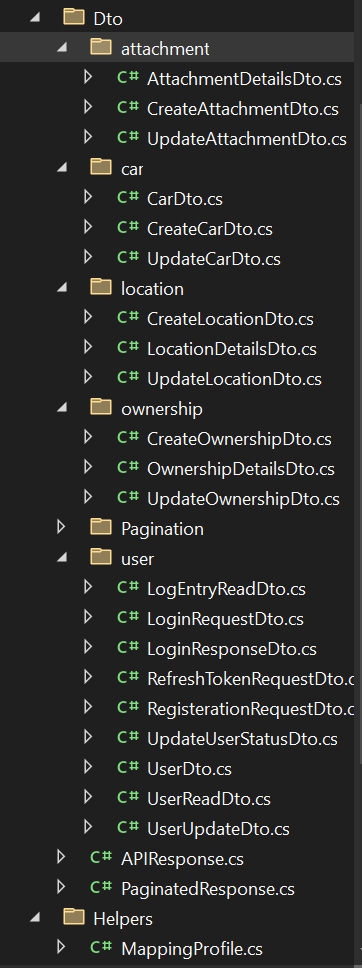 Dto
attachment
C# AttachmentDetailsDto.cs
C# CreateAttachmentDto.cs
C# UpdateAttachmentDto.cs
car
C# CarDto.cs
C# CreateCarDto.cs
C# UpdateCarDto.cs
location
C# CreateLocationDto.cs
C# LocationDetailsDto.cs
C# UpdateLocationDto.cs
ownership
C# CreateOwnershipDto.cs
C# OwnershipDetailsDto.cs
C# UpdateOwnershipDto.cs
Pagination
user
C# LogEntryReadDto.cs
C# LoginRequestDto.cs
C# LoginResponseDto.cs
C# RefreshTokenRequestDto.c
C# RegisterationRequestDto.c
C# UpdateUserStatusDto.cs
C# UserDto.cs
C# UserReadDto.cs
C# UserUpdateDto.cs
C# APIResponse.cs
C# PaginatedResponse.cs
Helpers
C# MappingProfile.cs